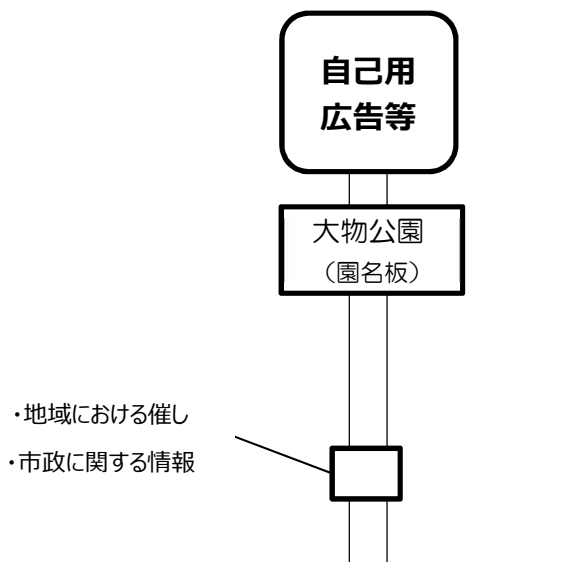 自己用
広告等
大物公園
（園名板）
・地域における催し
・市政に関する情報